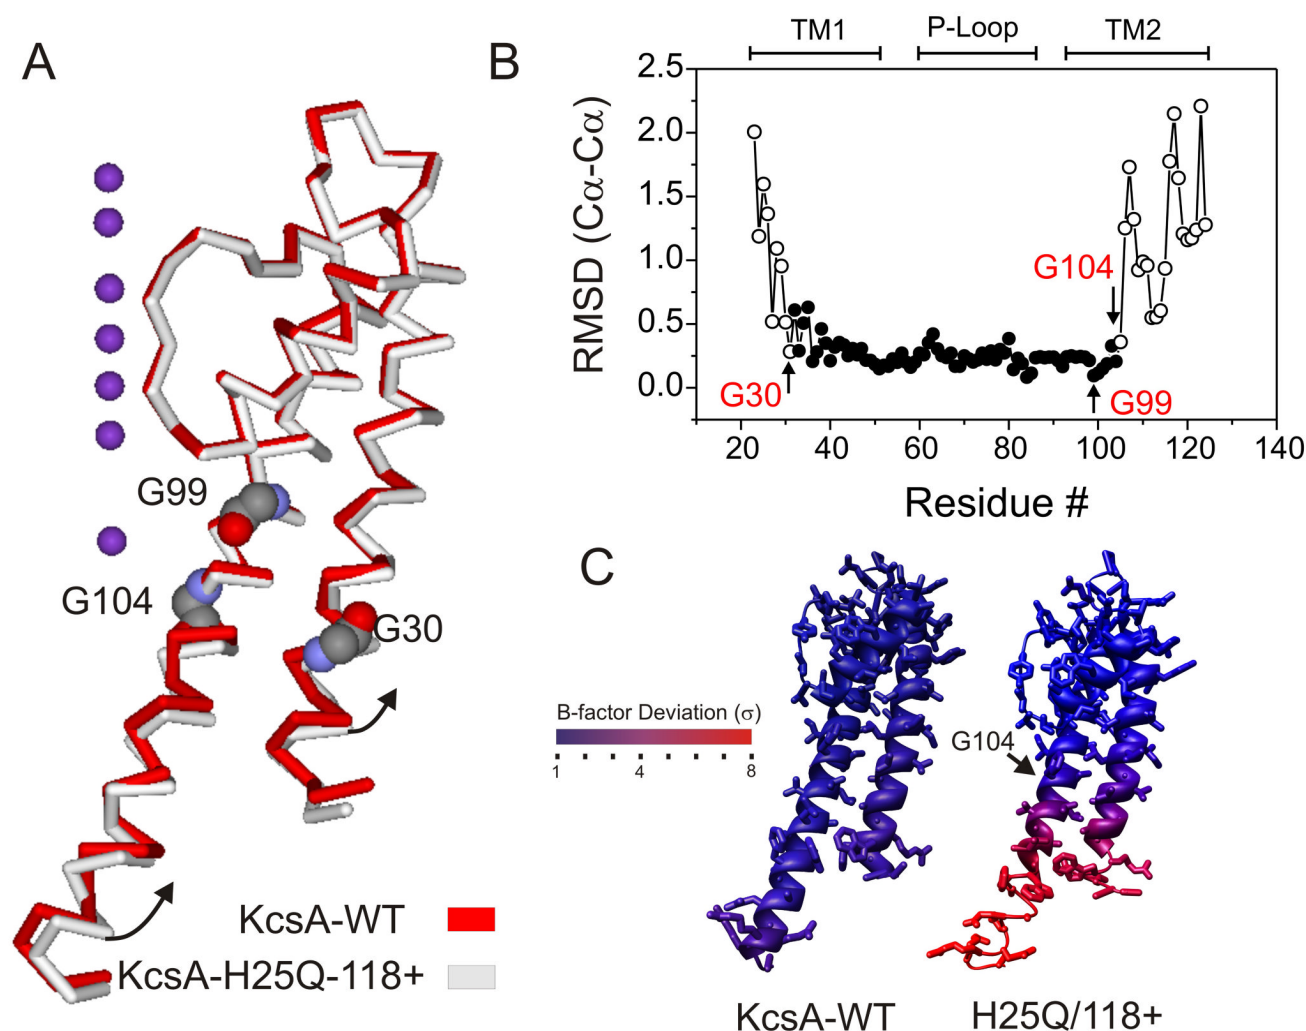 A
G99
G104
G30
KcsA-WT
KcsA-H25Q-118+
B
TM1 P-Loop TM2
2.5
2.0
1.5
1.0
0.5
0.0
RMSD (Cα-Cα)
G104
G30
G99
20 40 60 80 100 120 140
Residue #
C
B-factor Deviation (σ)
1 4 8
G104
KcsA-WT H25Q/118+